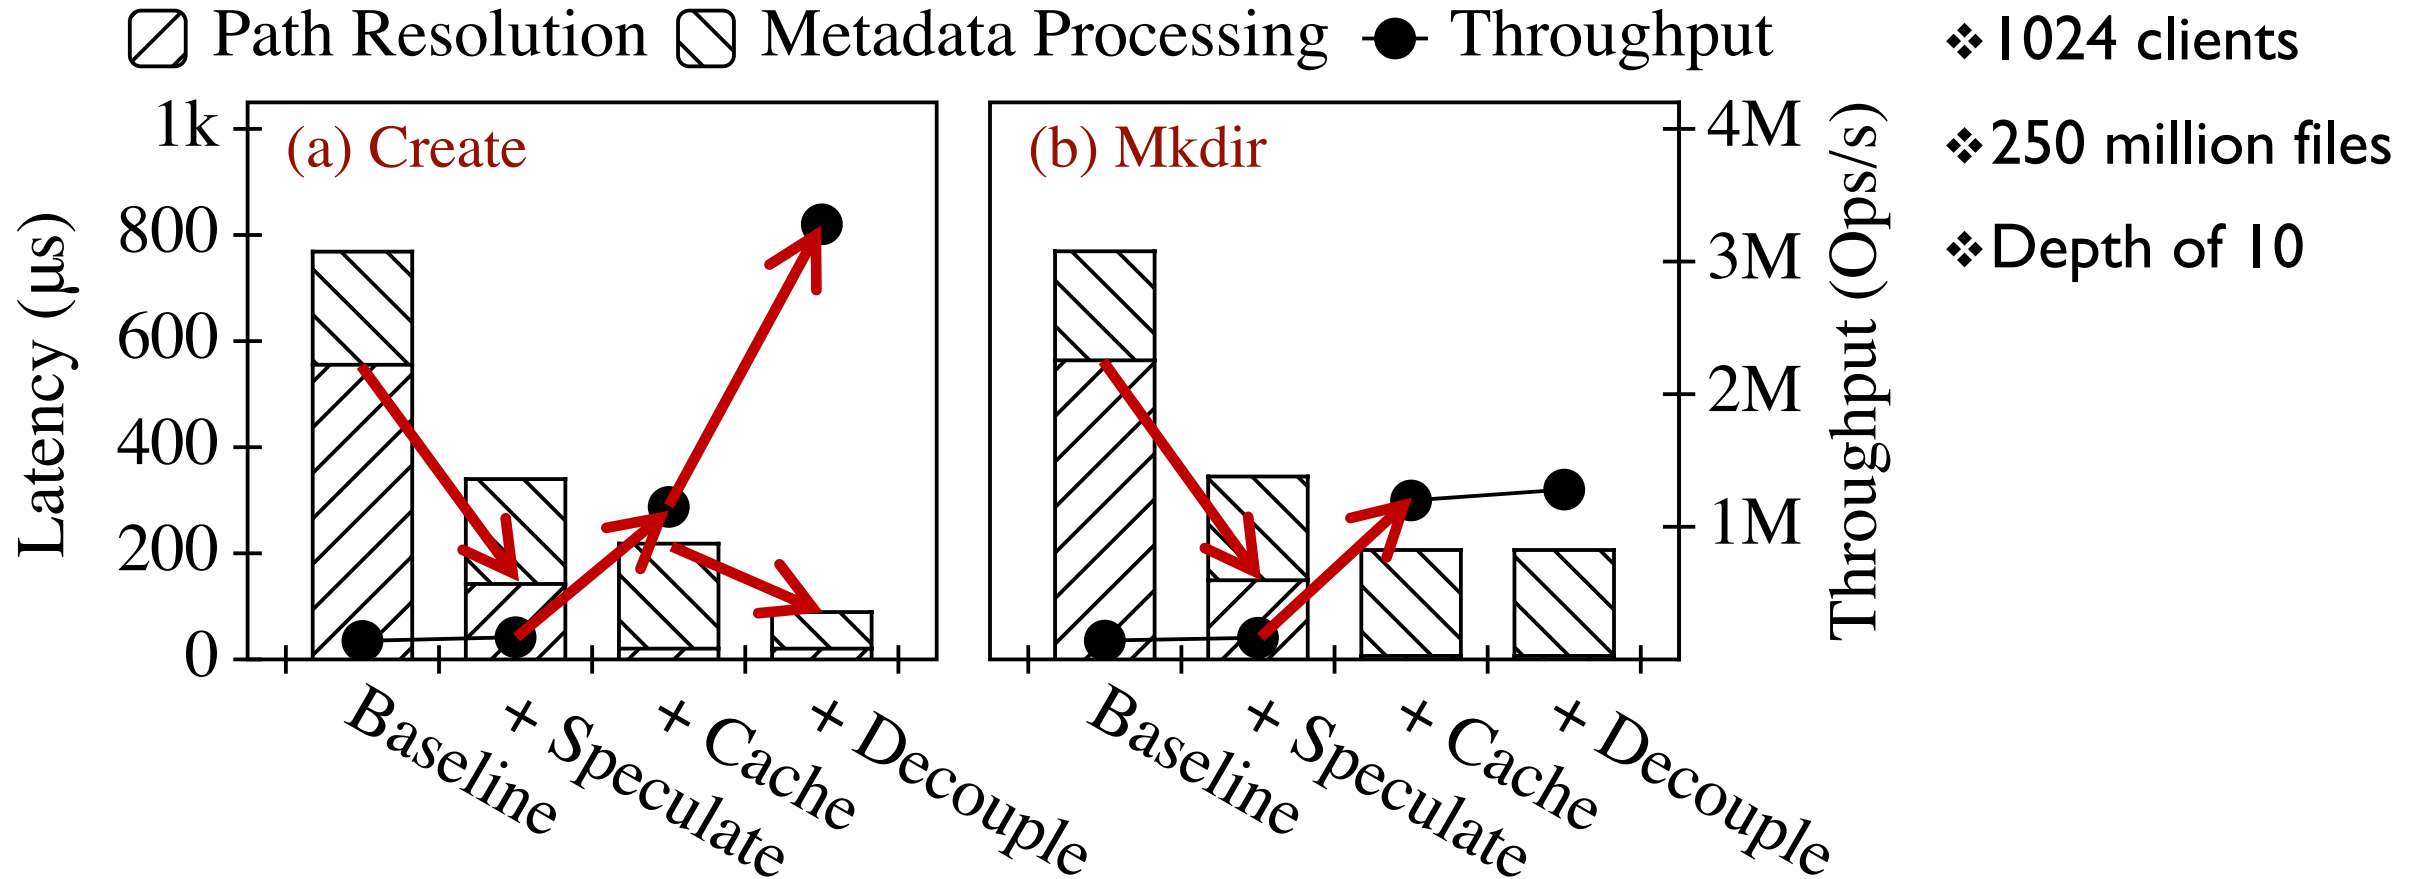 Path Resolution Metadata Processing Throughput
❖1024 clients
❖250 million files
❖Depth of 10
(a) Create
(b) Mkdir
Latency (µs)
1k
800
600
400
200
0
4M
3M
2M
1M
Throughput (Ops/s)
Baseline
+ Speculate
+ Cache
+ Decouple
Baseline
+ Speculate
+ Cache
+ Decouple